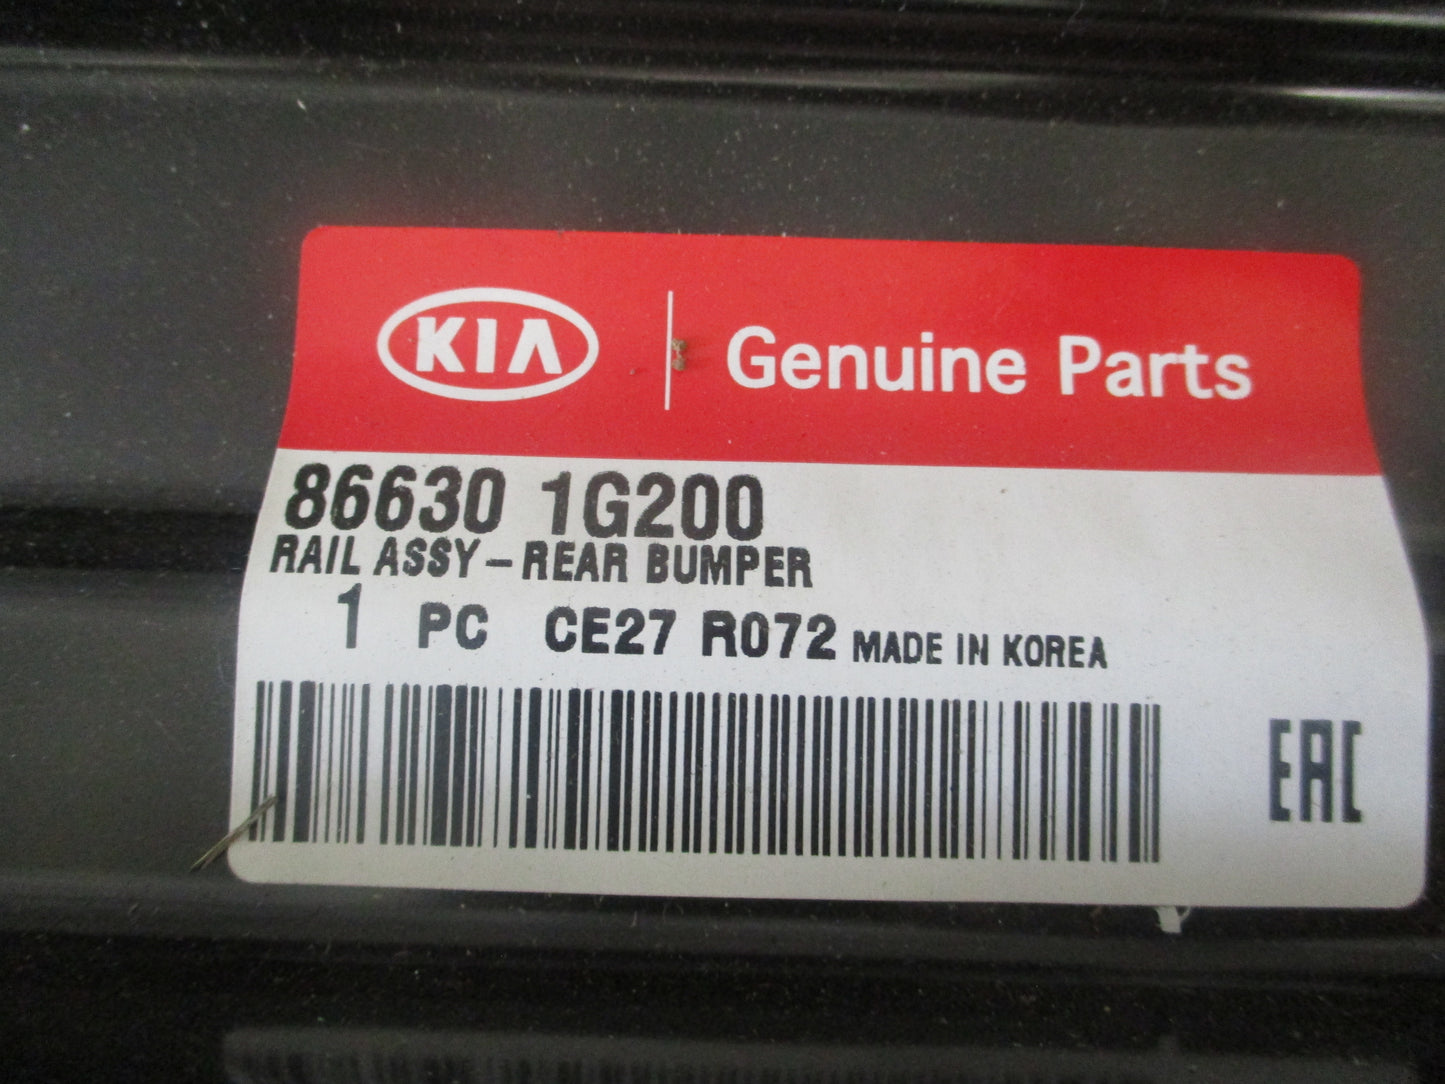 KIA Genuine Parts
86630 1G200
RAIL ASSY-REAR BUMPER
1 PC CE27 R072 MADE IN KOREA
EAC